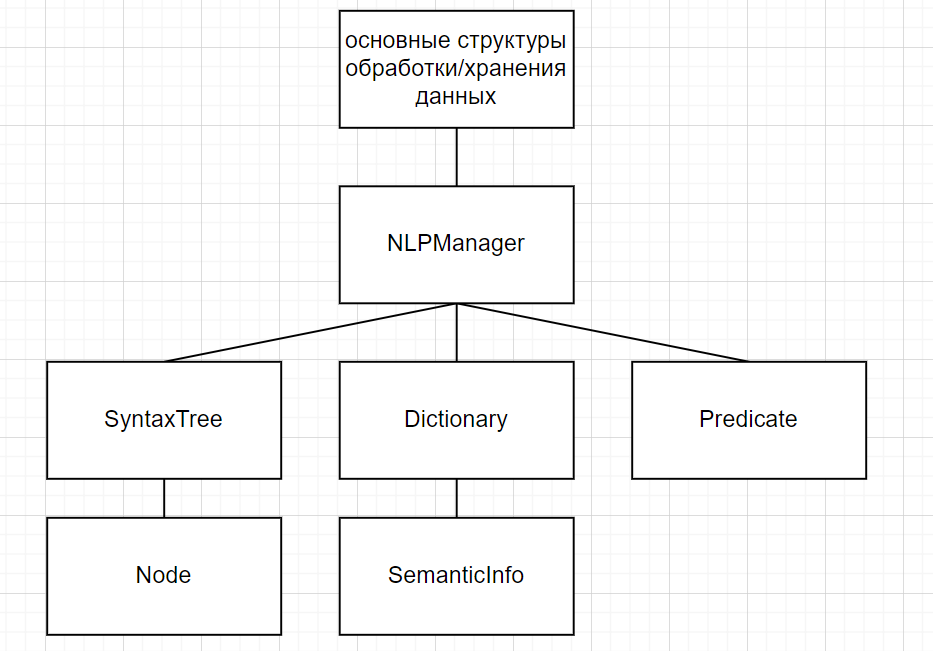 основные структуры
обработки/хранения
данных
NLPManager
SyntaxTree
Dictionary
Predicate
Node
SemanticInfo